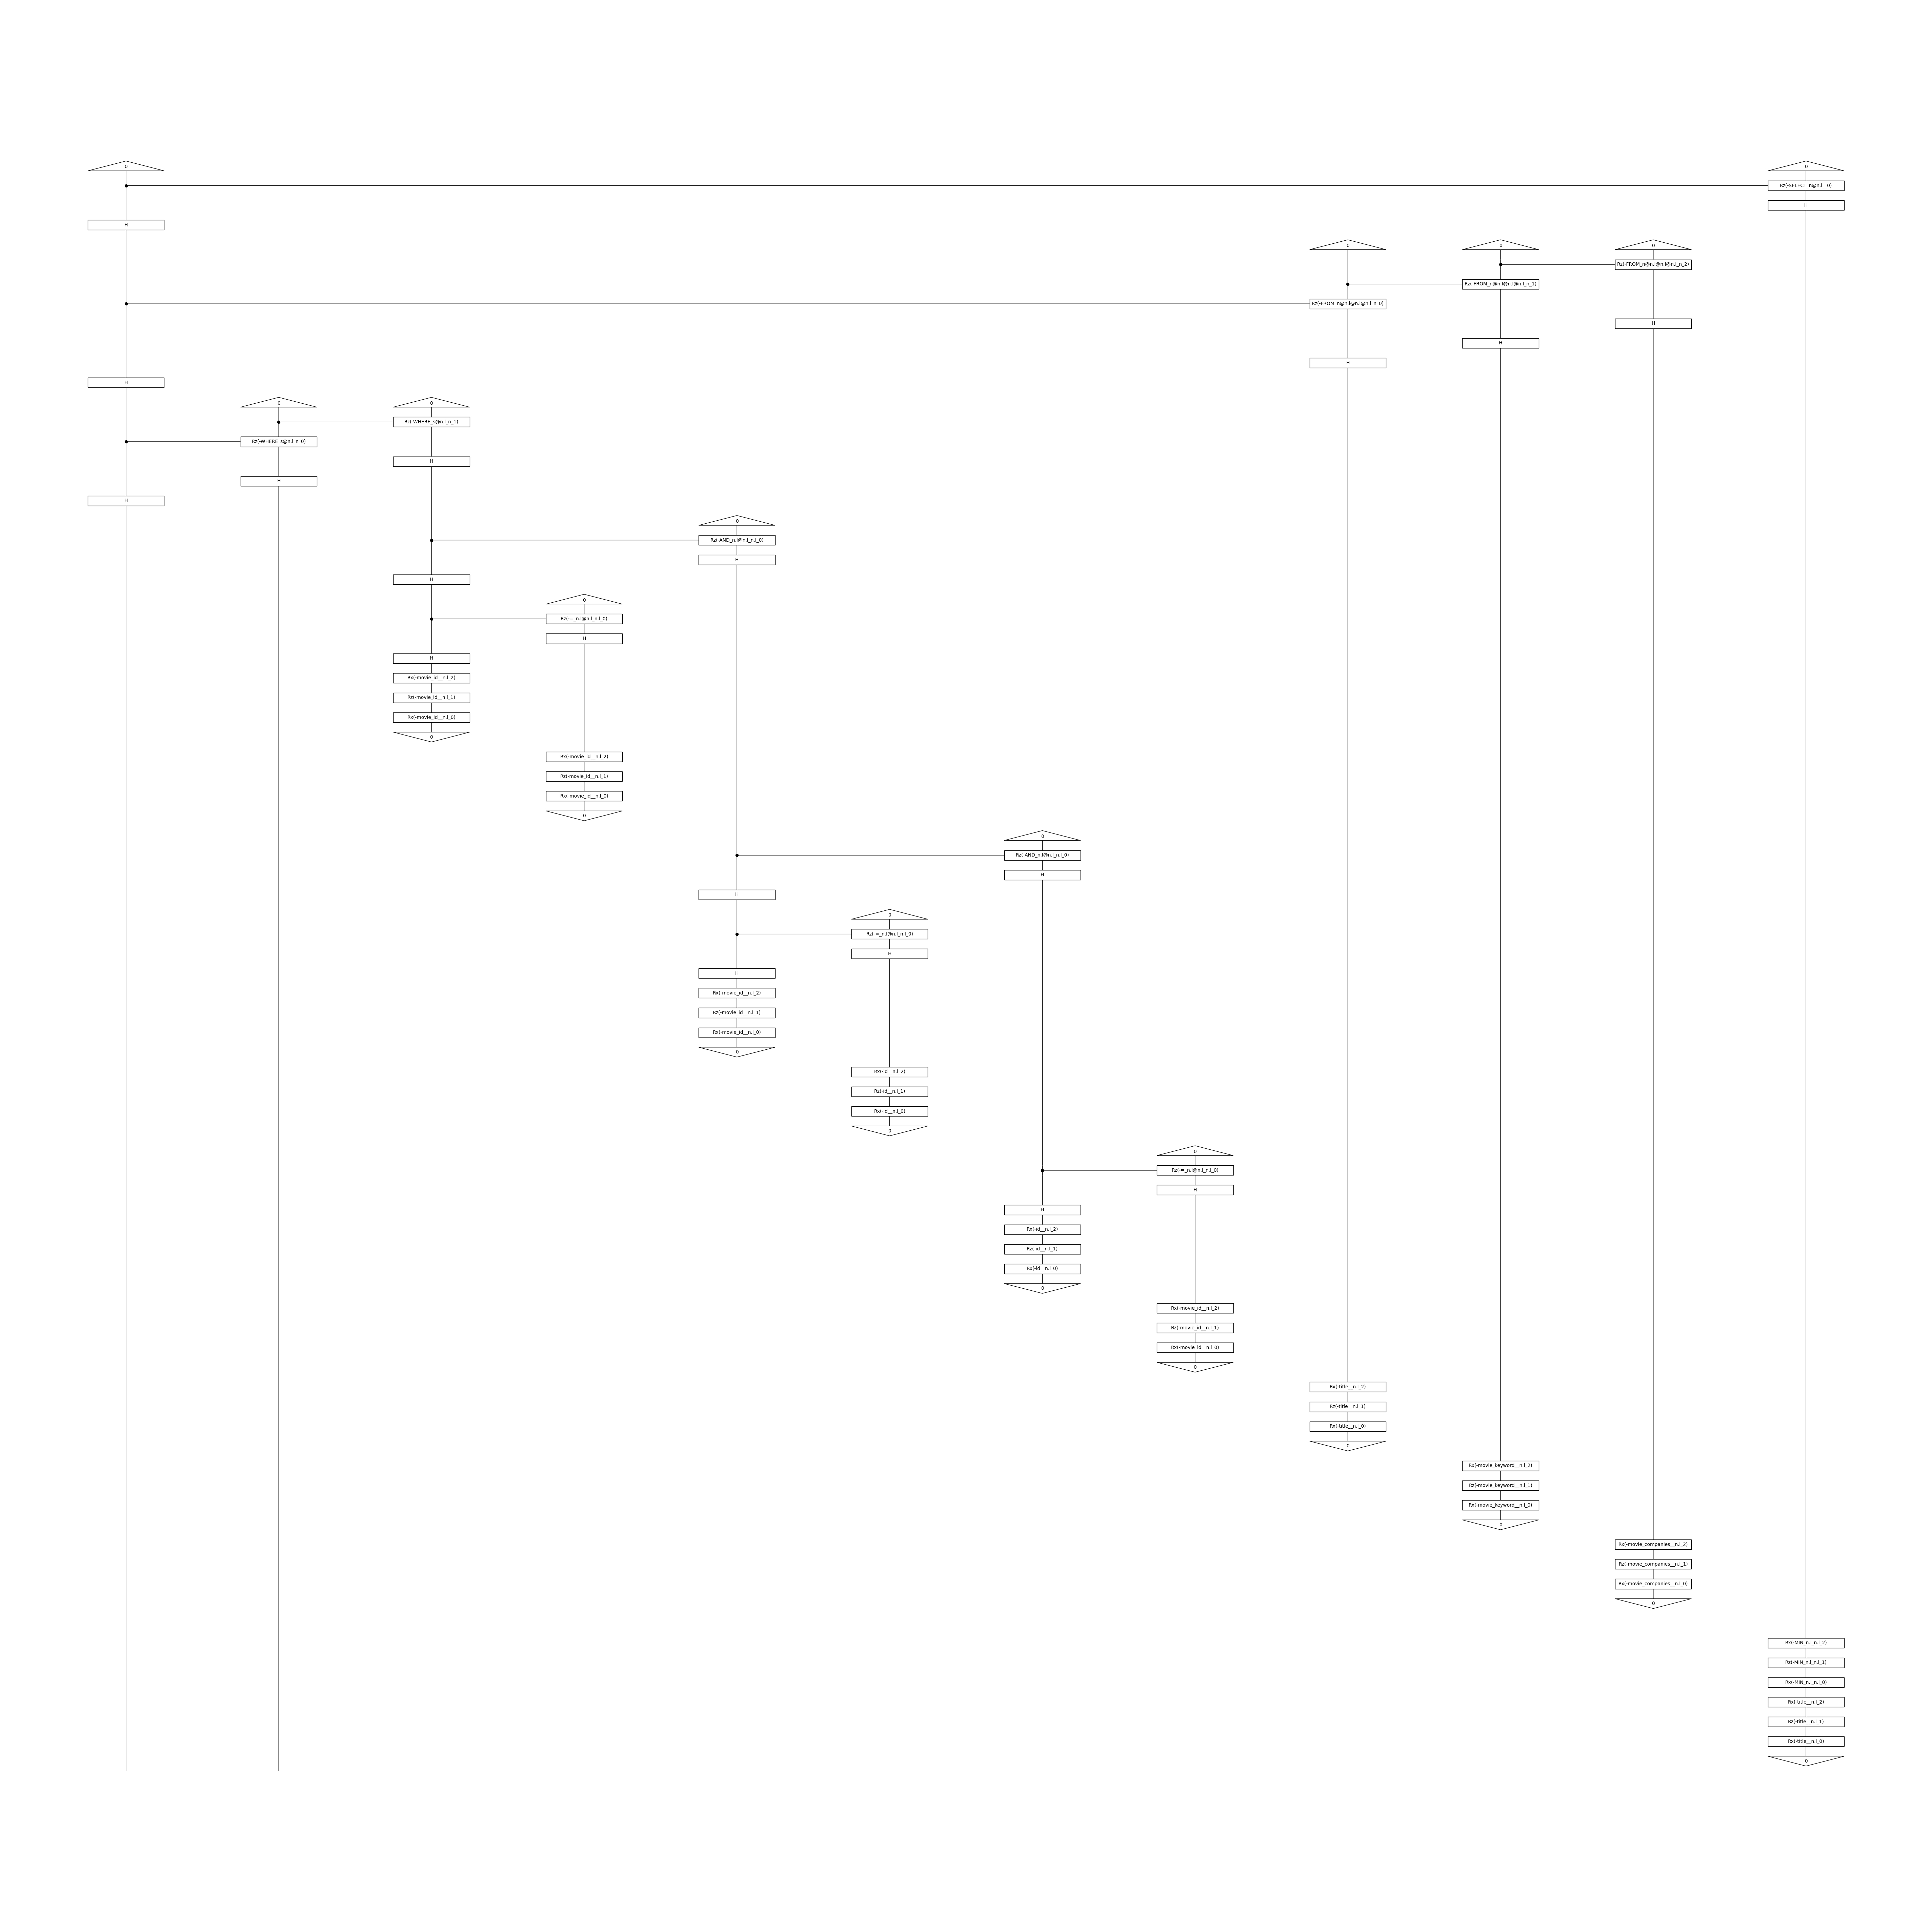 0 0
Rz(-SELECT_n@n.l__0)
H
H
0 0 0
Rz(-FROM_n@n.l@n.l@n.l_n_2)
Rz(-FROM_n@n.l@n.l@n.l_n_1)
Rz(-FROM_n@n.l@n.l@n.l_n_0)
H
H
H
H
0 0
Rz(-WHERE_s@n.l_n_1)
Rz(-WHERE_s@n.l_n_0)
H
H
H
0
Rz(-AND_n.l@n.l_n.l_0)
H
H
0
Rz(-=_n.l@n.l_n.l_0)
H
H
Rx(-movie_id__n.l_2)
Rz(-movie_id__n.l_1)
Rx(-movie_id__n.l_0)
0
Rx(-movie_id__n.l_2)
Rz(-movie_id__n.l_1)
Rx(-movie_id__n.l_0)
0
0
Rz(-AND_n.l@n.l_n.l_0)
H
H
0
Rz(-=_n.l@n.l_n.l_0)
H
H
Rx(-movie_id__n.l_2)
Rz(-movie_id__n.l_1)
Rx(-movie_id__n.l_0)
0
Rx(-id__n.l_2)
Rz(-id__n.l_1)
Rx(-id__n.l_0)
0
0
Rz(-=_n.l@n.l_n.l_0)
H
H
Rx(-id__n.l_2)
Rz(-id__n.l_1)
Rx(-id__n.l_0)
0
Rx(-movie_id__n.l_2)
Rz(-movie_id__n.l_1)
Rx(-movie_id__n.l_0)
0
Rx(-title__n.l_2)
Rz(-title__n.l_1)
Rx(-title__n.l_0)
0
Rx(-movie_keyword__n.l_2)
Rz(-movie_keyword__n.l_1)
Rx(-movie_keyword__n.l_0)
0
Rx(-movie_companies__n.l_2)
Rz(-movie_companies__n.l_1)
Rx(-movie_companies__n.l_0)
0
Rx(-MIN_n.l_n.l_2)
Rz(-MIN_n.l_n.l_1)
Rx(-MIN_n.l_n.l_0)
Rx(-title__n.l_2)
Rz(-title__n.l_1)
Rx(-title__n.l_0)
0